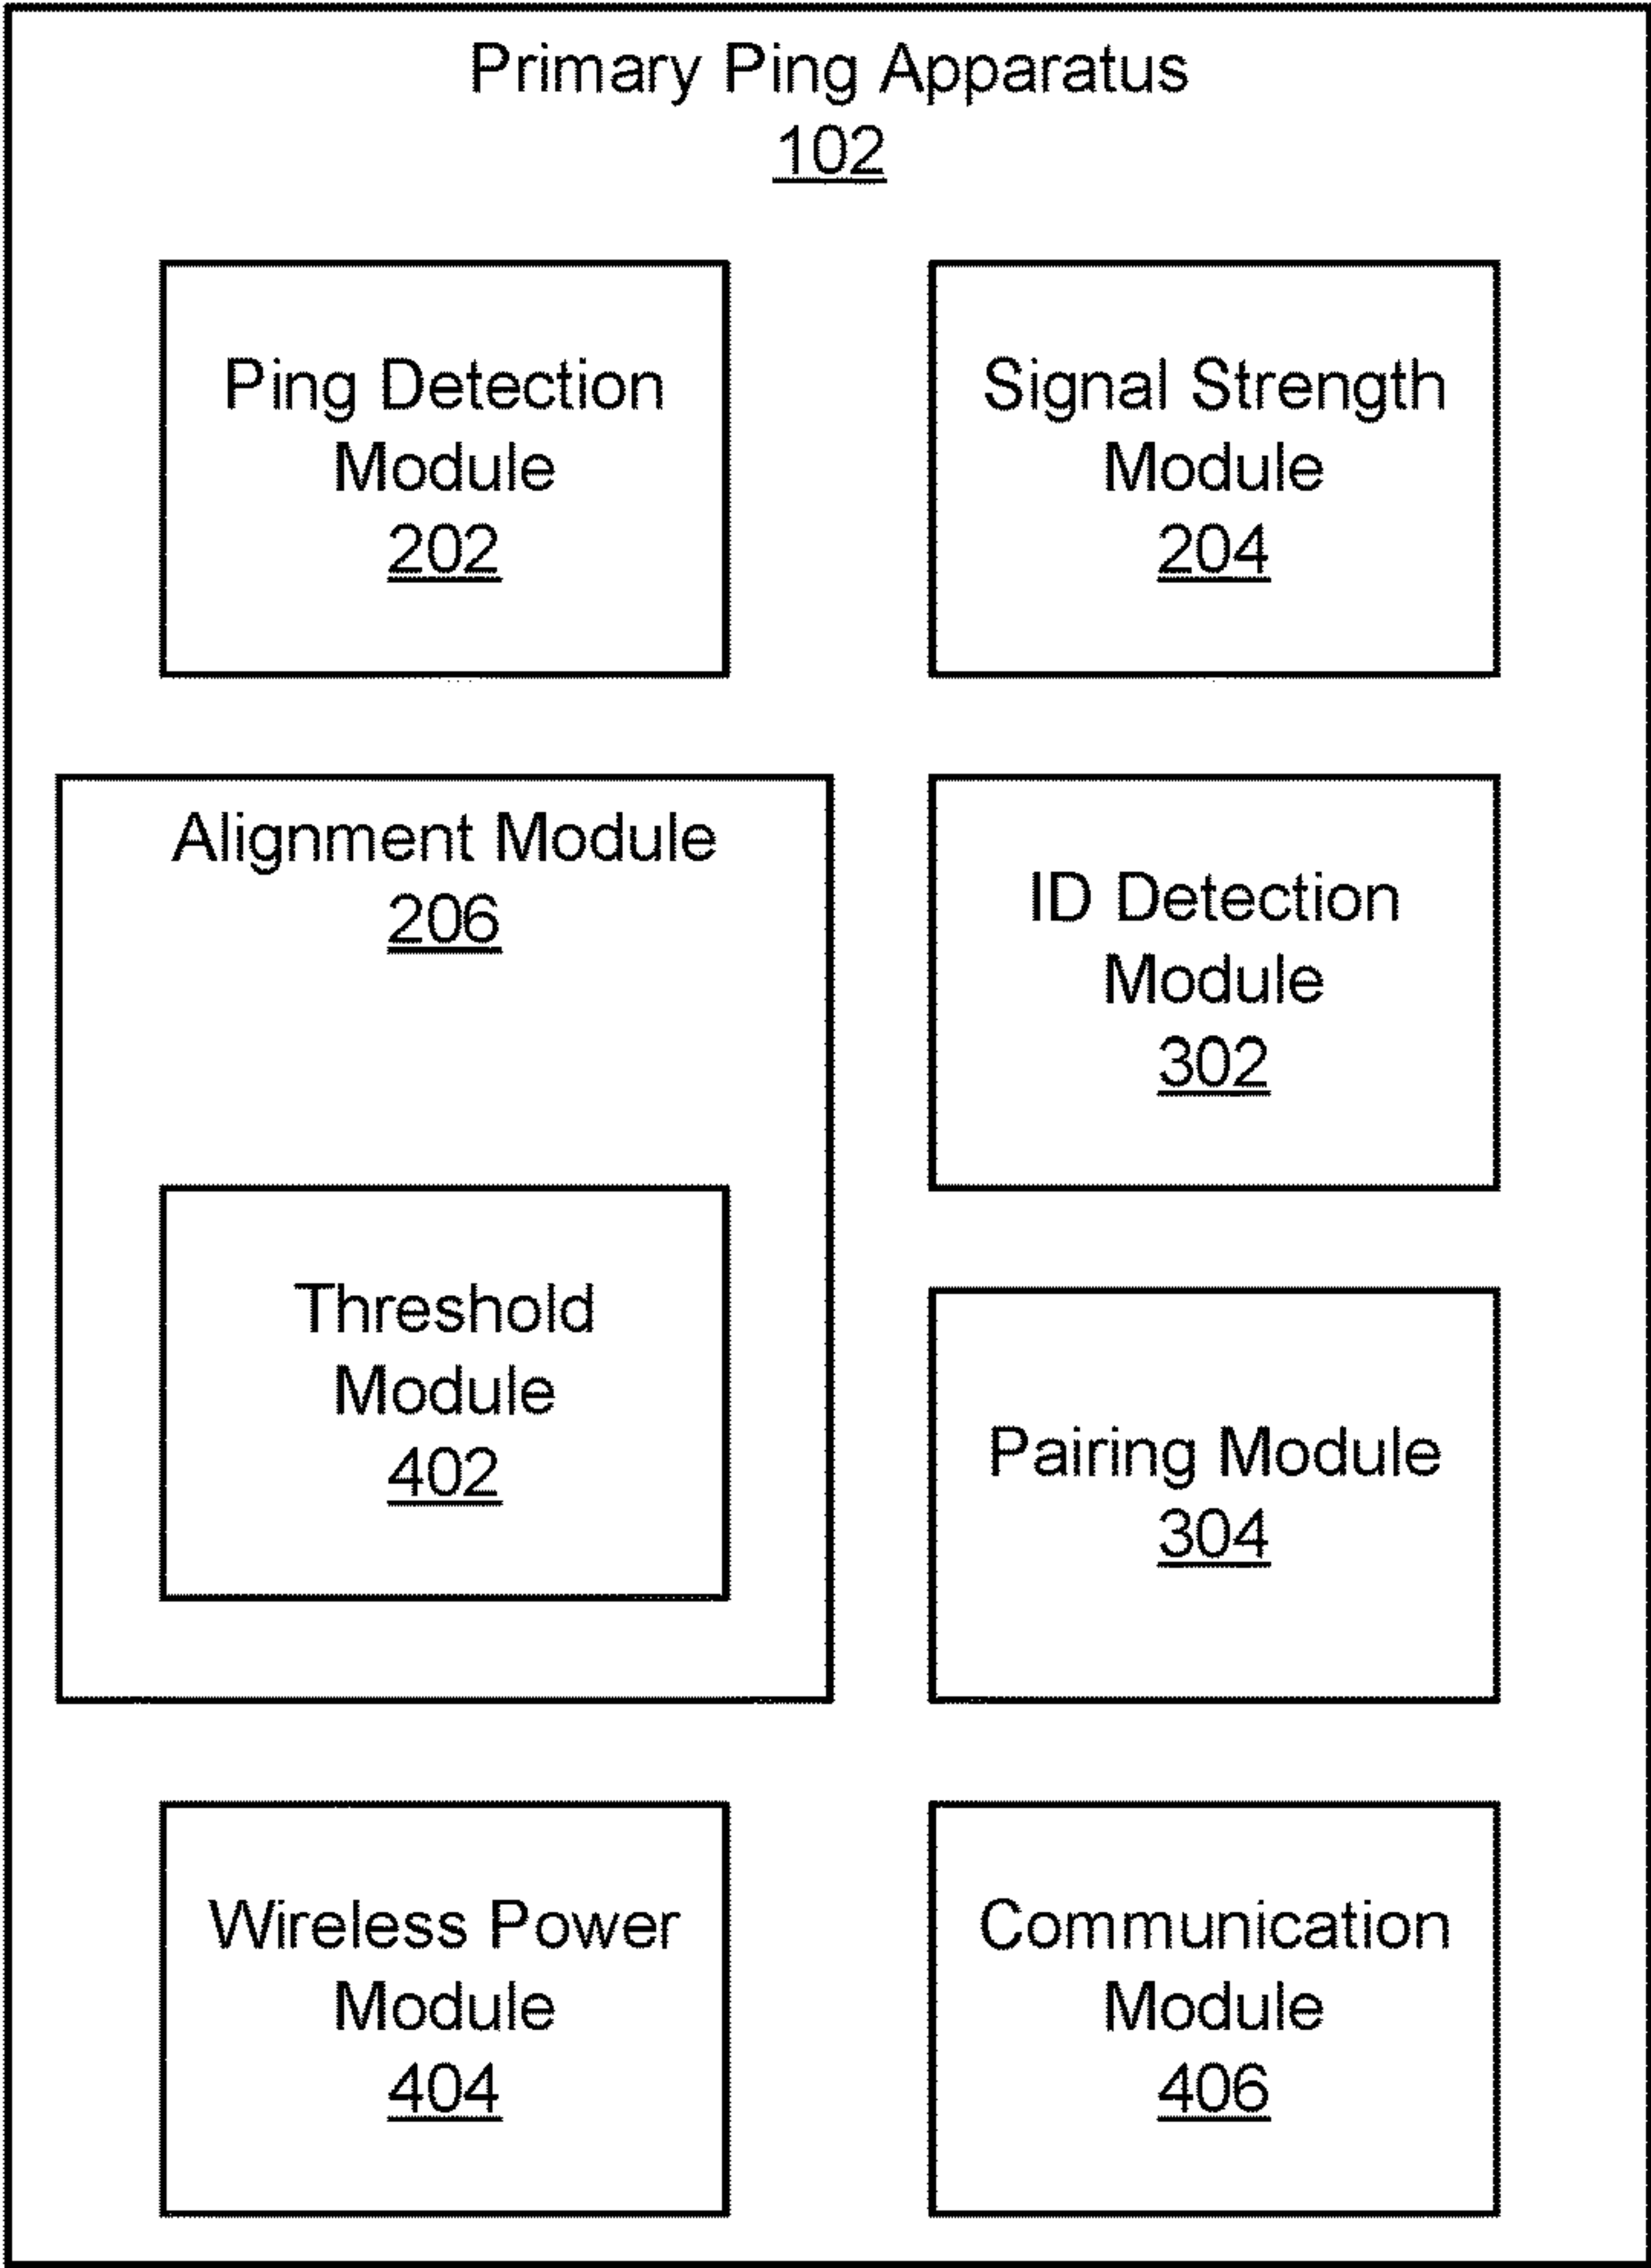 Primary Ping Apparatus
102
Ping Detection
Module
202
Signal Strength
Module
204
Alignment Module
206
Threshold
Module
402
ID Detection
Module
302
Pairing Module
304
Wireless Power
Module
404
Communication
Module
406